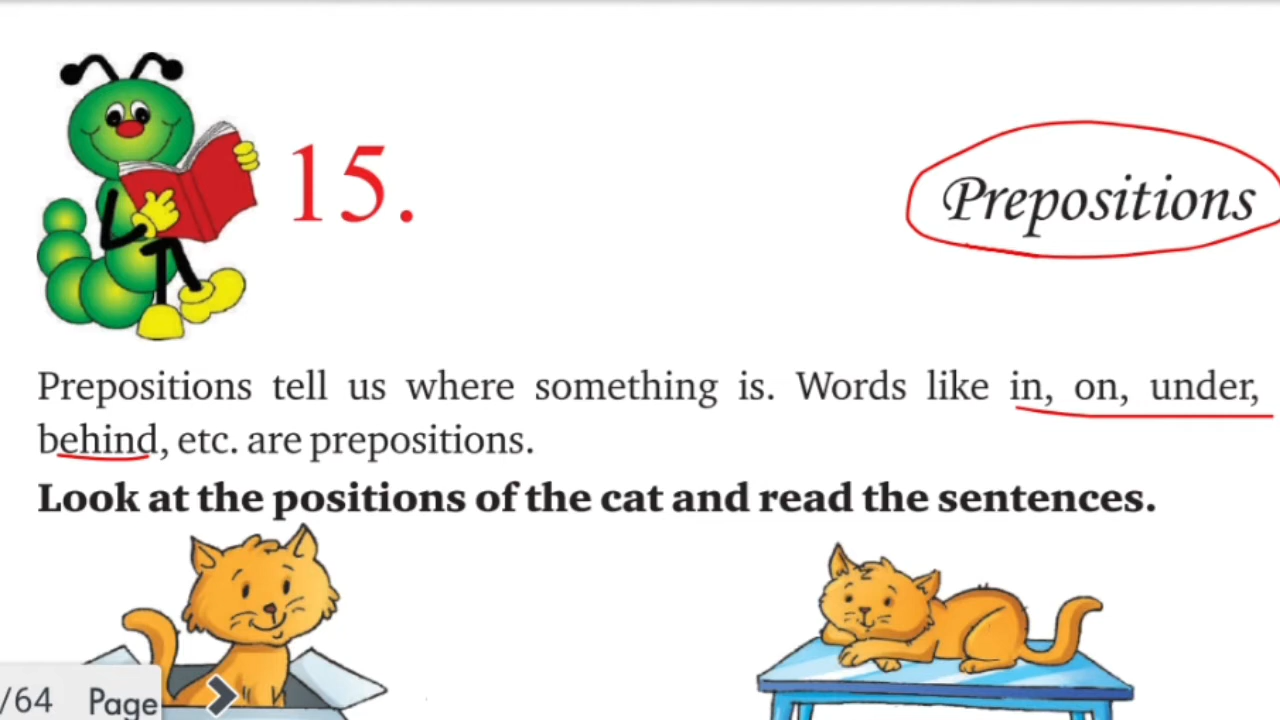 15.
Prepositions
Prepositions tell us where something is. Words like in, on, under,
behind, etc. are prepositions.
Look at the positions of the cat and read the sentences.
/64 Page